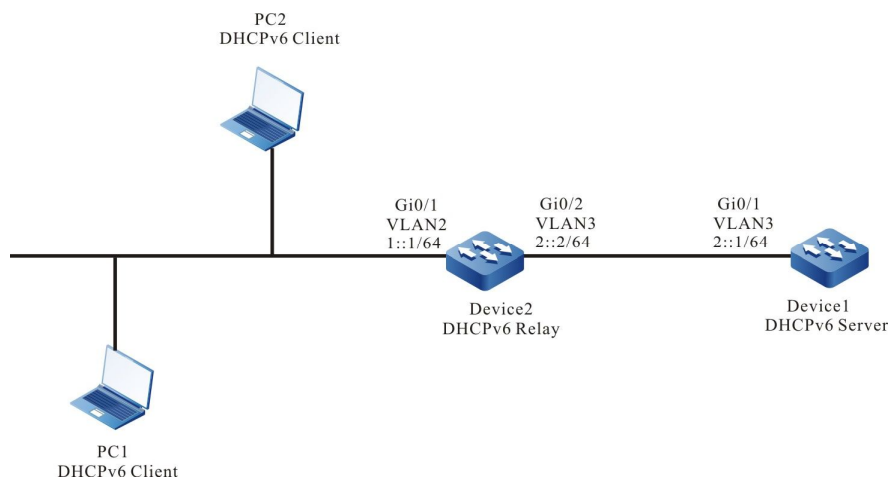 PC2
DHCPv6 Client
Gi0/1
VLAN2
1::1/64
Gi0/2
VLAN3
2::2/64
Gi0/1
VLAN3
2::1/64
Device2
DHCPv6 Relay
Device1
DHCPv6 Server
PC1
DHCPv6 Client